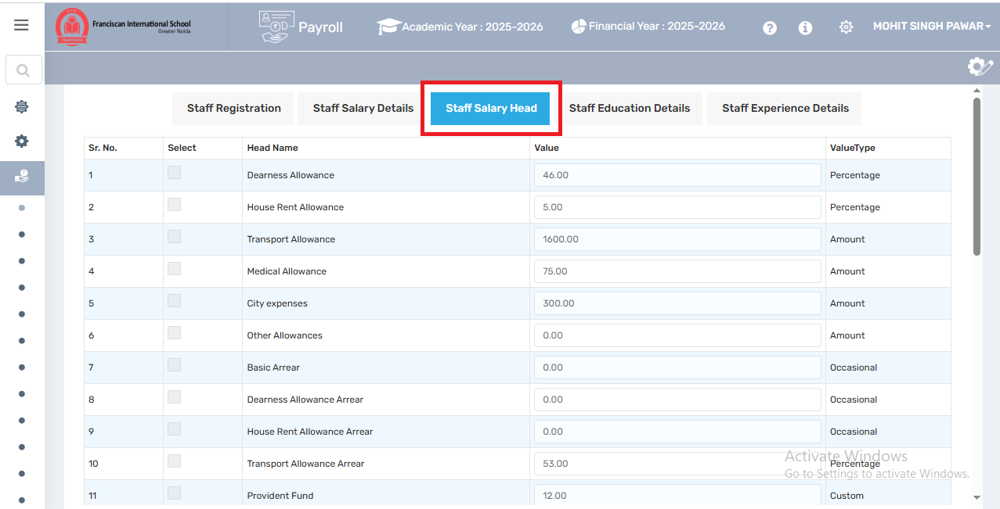 Franciscan International School
Greater Noida
Payroll
Academic Year : 2025-2026
Financial Year : 2025-2026
MOHIT SINGH PAWAR
Staff Registration
Staff Salary Details
Staff Salary Head
Staff Education Details
Staff Experience Details
Sr. No. Select Head Name Value ValueType
1 Dearness Allowance 46.00 Percentage
2 House Rent Allowance 5.00 Percentage
3 Transport Allowance 1600.00 Amount
4 Medical Allowance 75.00 Amount
5 City expenses 300.00 Amount
6 Other Allowances 0.00 Amount
7 Basic Arrear 0.00 Occasional
8 Dearness Allowance Arrear 0.00 Occasional
9 House Rent Allowance Arrear 0.00 Occasional
10 Transport Allowance Arrear 53.00 Percentage
11 Provident Fund 12.00 Custom
Activate Windows
Go to Settings to activate Windows.